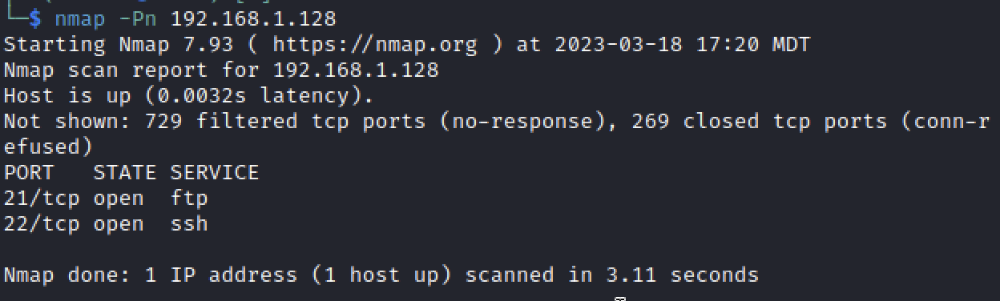 └─$ nmap -Pn 192.168.1.128
Starting Nmap 7.93 ( https://nmap.org ) at 2023-03-18 17:20 MDT
Nmap scan report for 192.168.1.128
Host is up (0.0032s latency).
Not shown: 729 filtered tcp ports (no-response), 269 closed tcp ports (conn-r
efused)
PORT   STATE SERVICE
21/tcp open  ftp
22/tcp open  ssh

Nmap done: 1 IP address (1 host up) scanned in 3.11 seconds